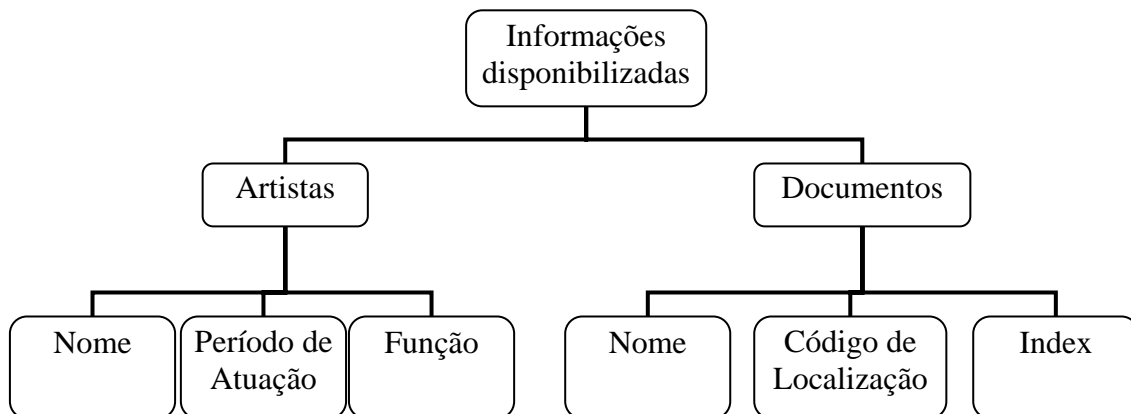 Informações
disponibilizadas
Artistas
Documentos
Nome
Período de
Atuação
Função
Nome
Código de
Localização
Index